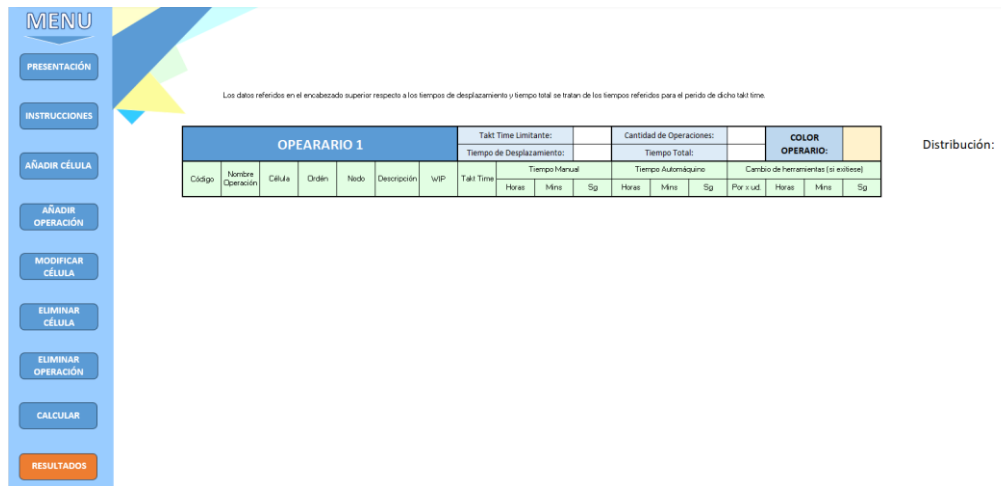 MENU
PRESENTACIÓN
INSTRUCCIONES
AÑADIR CÉLULA
AÑADIR
OPERACIÓN
MODIFICAR
CÉLULA
ELIMINAR
CÉLULA
ELIMINAR
OPERACIÓN
CALCULAR
RESULTADOS
Los datos referidos en el encabezado superior respecto a los tiempos de desplazamiento y tiempo total se tratan de los tiempos referidos para el perido de dicho takt time.
OPEARARIO 1
Takt Time Limitante:
Cantidad de Operaciones:
COLOR
OPERARIO:
Tiempo de Desplazamiento:
Tiempo Total:
Código
Nombre
Operación
Célula
Ordén
Nodo
Descripción
WIP
Takt Time
Tiempo Manual
Tiempo Automáquino
Cambio de herramientas (si exitiese)
Horas
Mins
Sg
Horas
Mins
Sg
Por x ud.
Horas
Mins
Sg
Distribución: